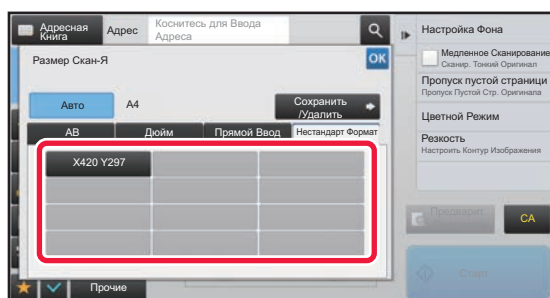 Адресная
Книга
Адрес
Коснитесь для Ввода
Адреса
Размер Скан-Я
OK
Авто
A4
Сохранить
/Удалить
AB
Дюйм
Прямой Ввод
Нестандарт Формат
X420 Y297
Прочие
Настройка Фона
Медленное Сканирование
Сканир. Тонкий Оригинал
Пропуск пустой страници
Пропуск Пустой Стр. Оригинала
Цветной Режим
Резкость
Настроить Контур Изображения
Предварит.
CA
Старт